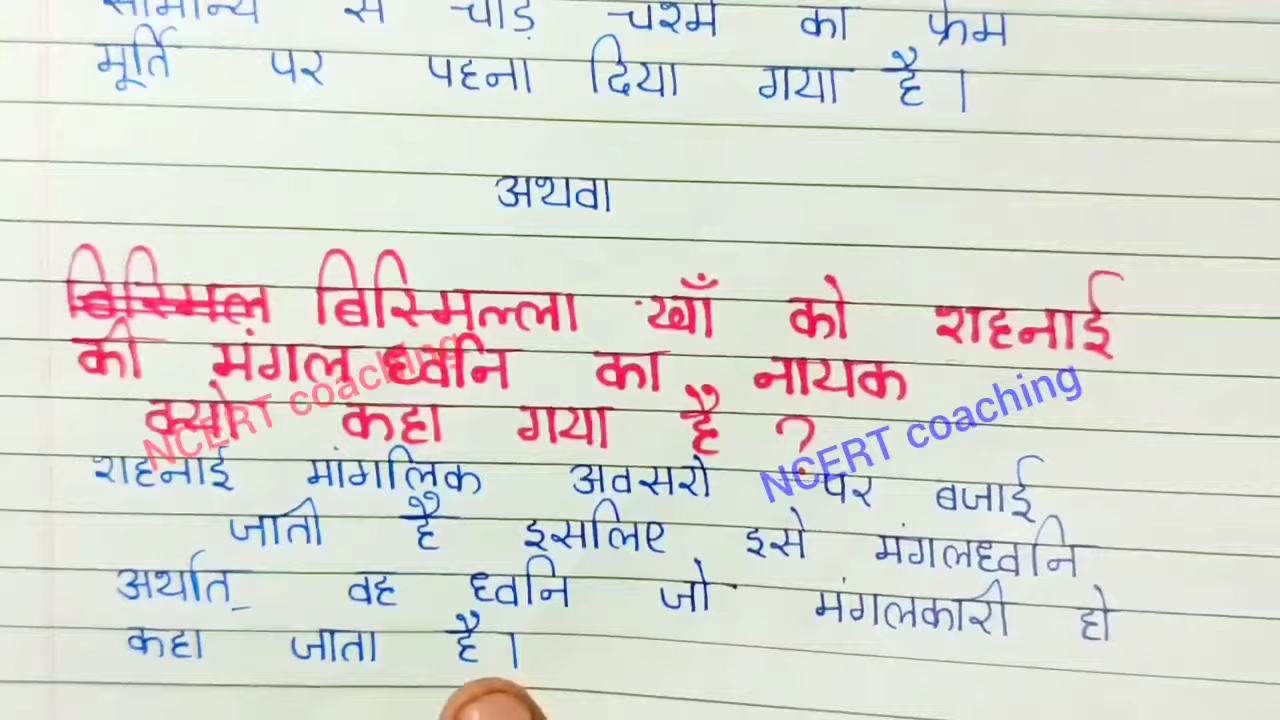 सामान्य से चौड़े चश्मे का फ्रेम
मूर्ति पर पहना दिया गया है।
अथवा
बिस्मिल्ला खाँ को शहनाई
की मंगल ध्वनि का नायक
क्यों कहा गया है ?
NCERT coaching
NCERT coaching
शहनाई मांगलिक अवसरो पर बजाई
जाती है इसलिए इसे मंगलध्वनि
अर्थात् वह ध्वनि जो मंगलकारी हो
कहा जाता है।